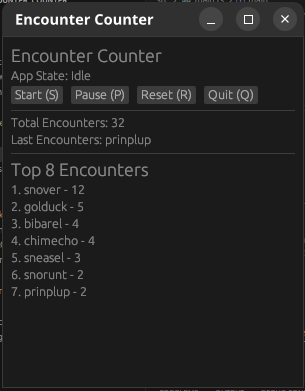 Encounter Counter
Encounter Counter
App State: Idle
Start (S) Pause (P) Reset (R) Quit (Q)
Total Encounters: 32
Last Encounters: prinplup
Top 8 Encounters
1. snover - 12
2. golduck - 5
3. bibarel - 4
4. chimecho - 4
5. sneasel - 3
6. snorunt - 2
7. prinplup - 2